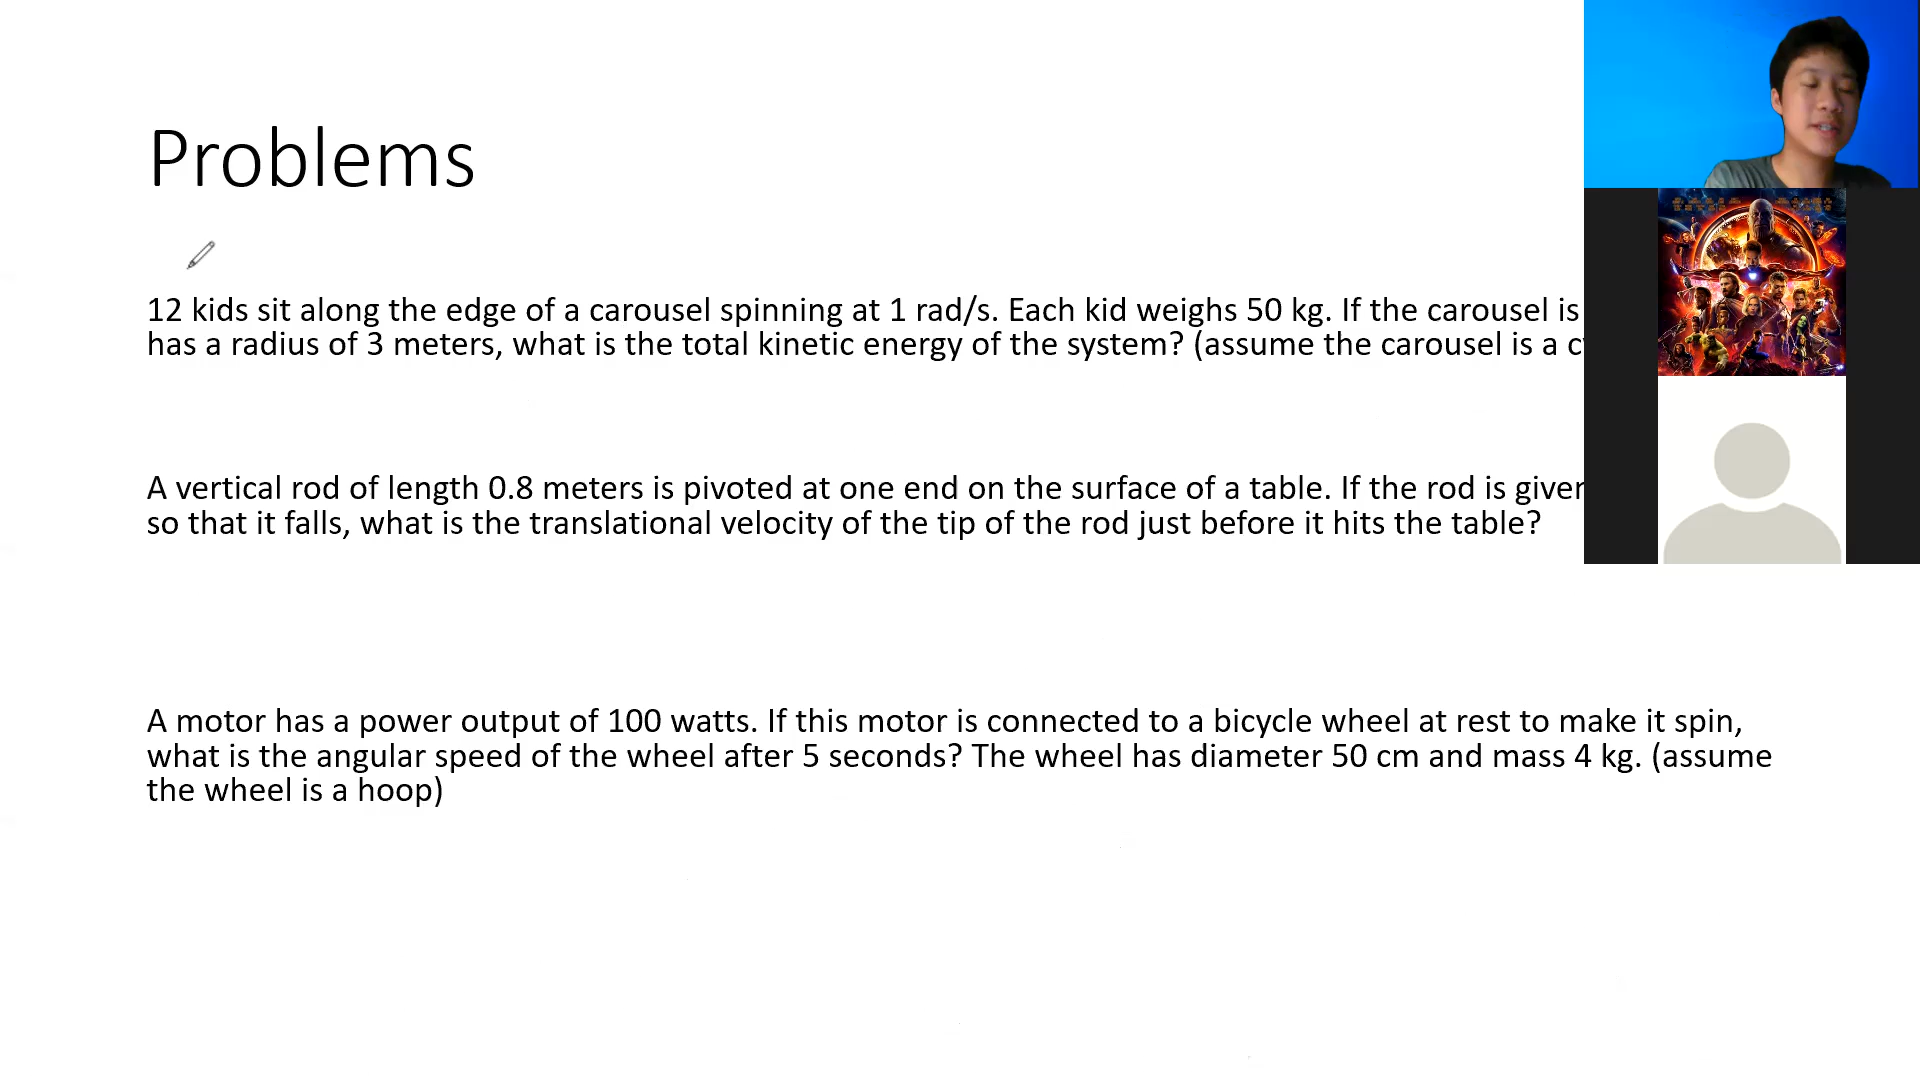 Problems
12 kids sit along the edge of a carousel spinning at 1 rad/s. Each kid weighs 50 kg. If the carousel is
has a radius of 3 meters, what is the total kinetic energy of the system? (assume the carousel is a
A vertical rod of length 0.8 meters is pivoted at one end on the surface of a table. If the rod is
so that it falls, what is the translational velocity of the tip of the rod just before it hits the table?
A motor has a power output of 100 watts. If this motor is connected to a bicycle wheel at rest to make it spin,
what is the angular speed of the wheel after 5 seconds? The wheel has diameter 50 cm and mass 4 kg. (assume
the wheel is a hoop)